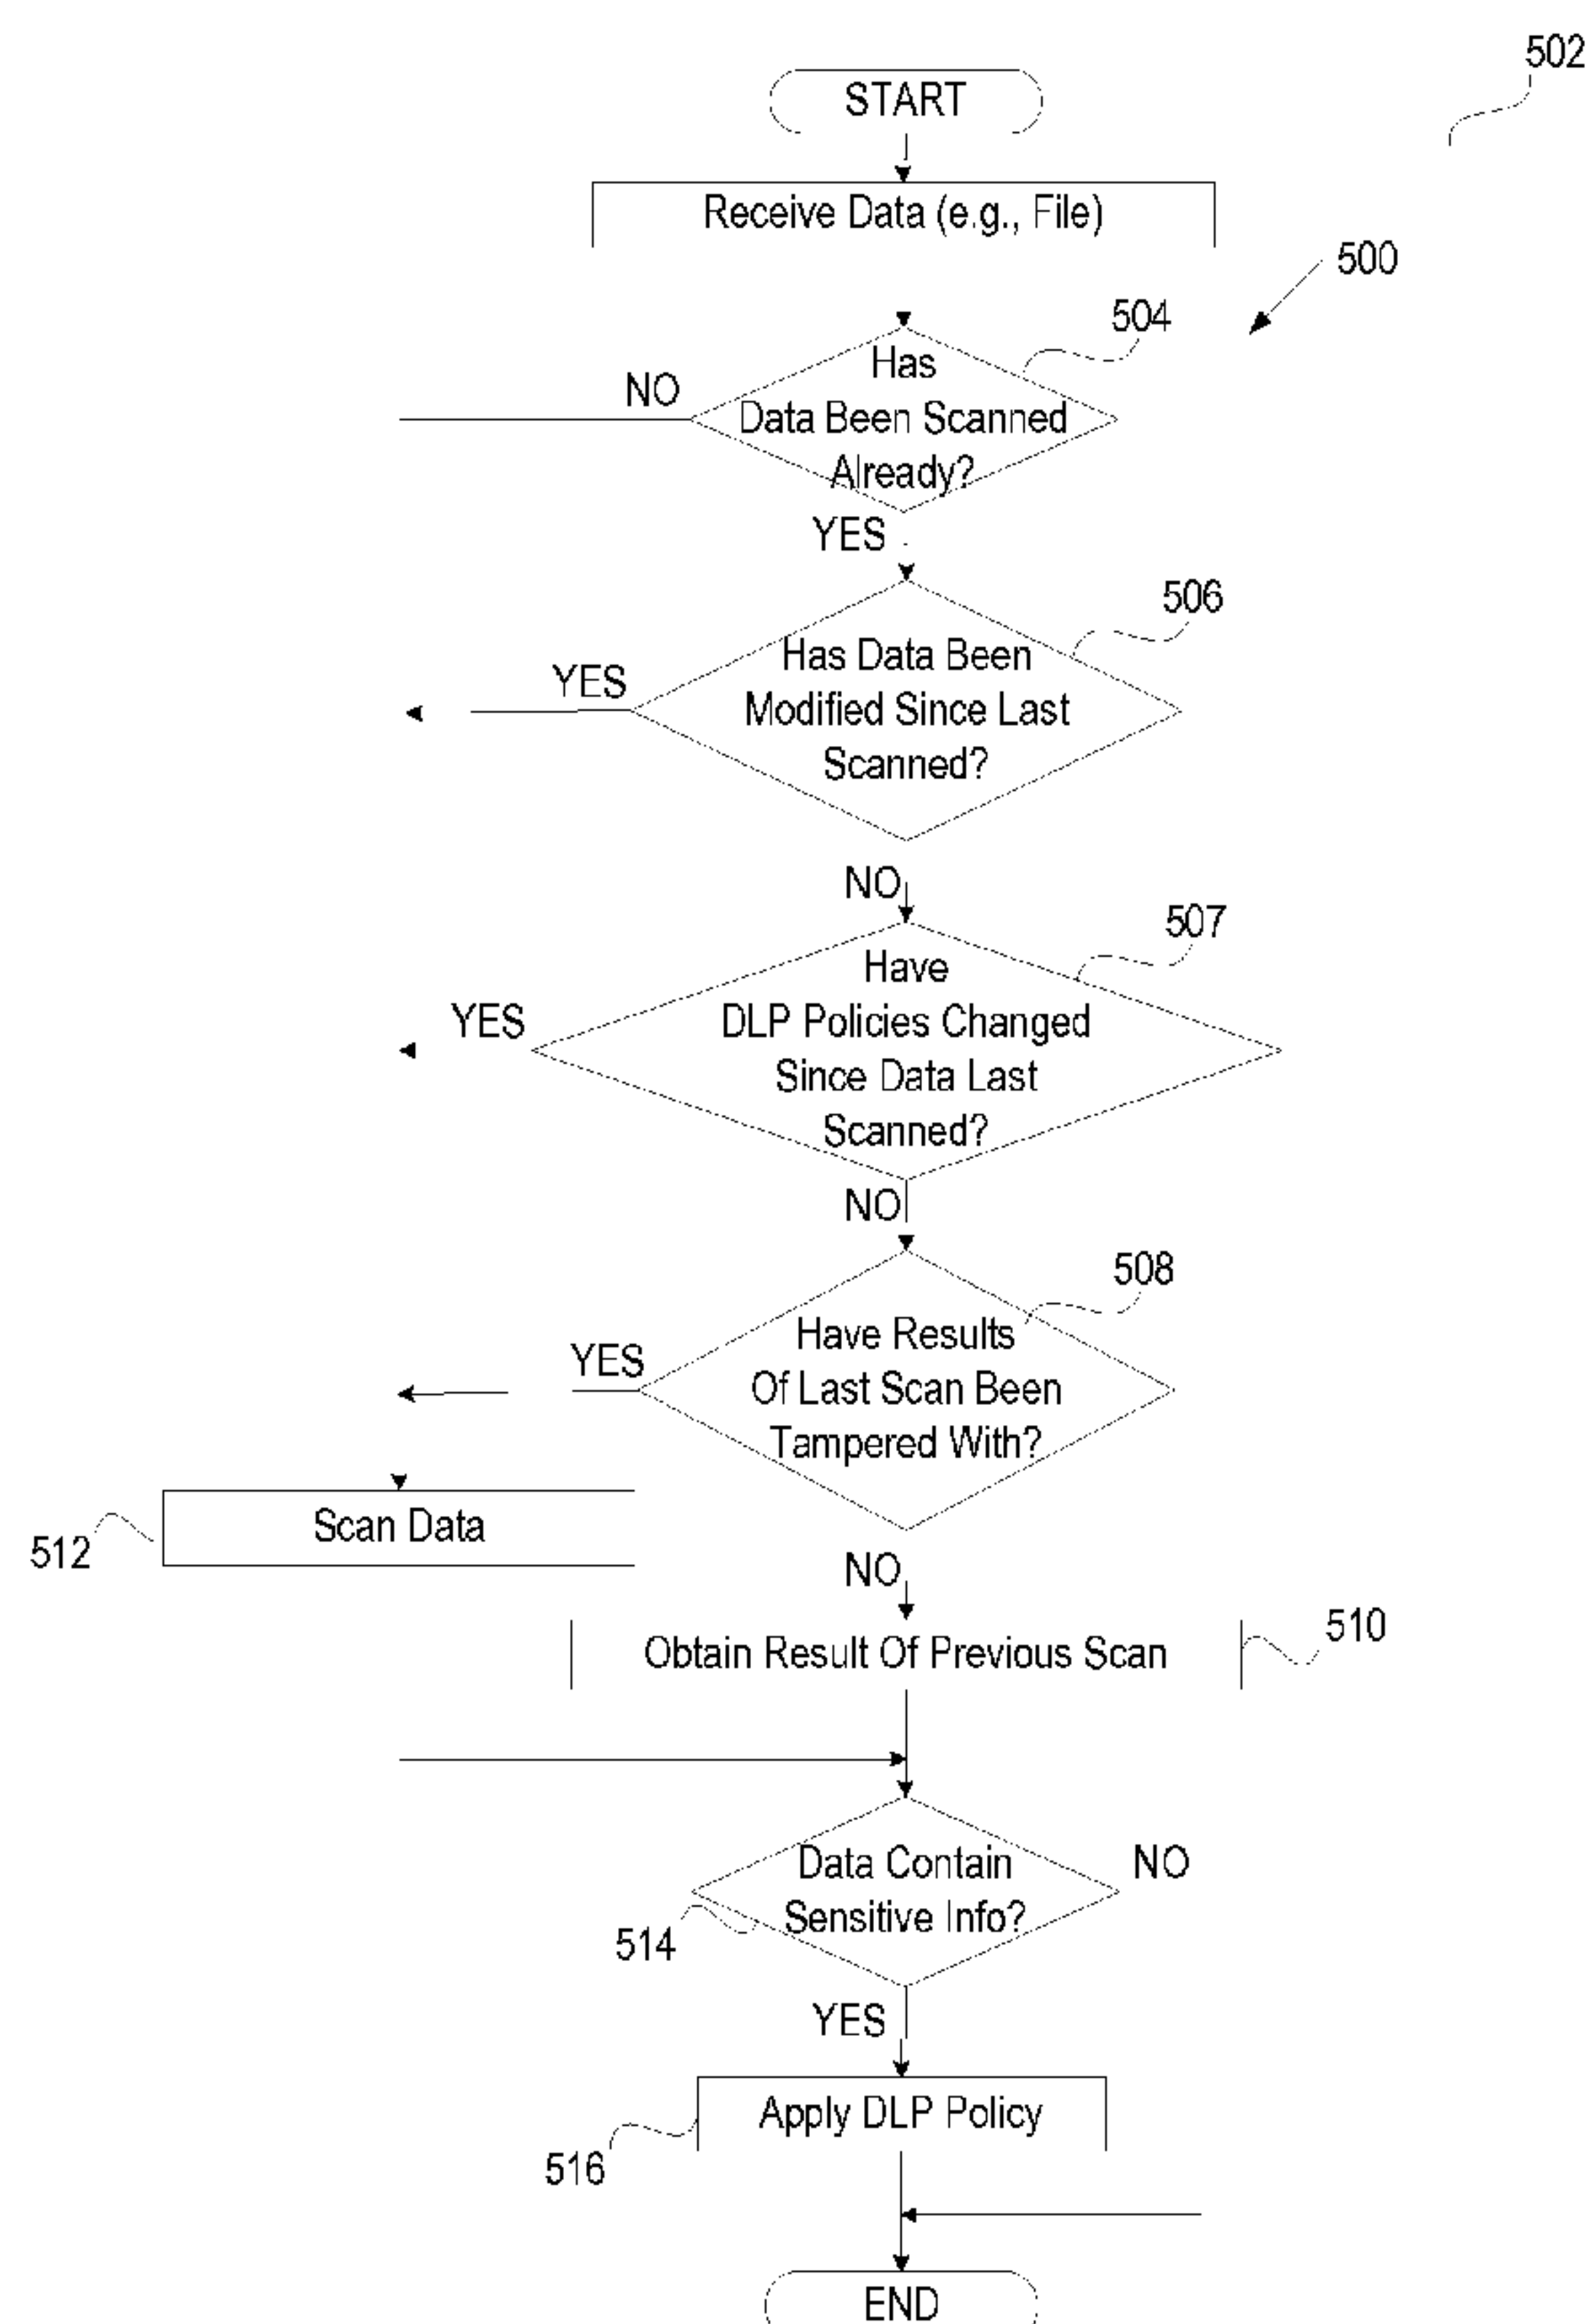 502
START
Receive Data (e.g., File)
500
504
Has
Data Been Scanned
Already?
NO
YES
506
Has Data Been
Modified Since Last
Scanned?
YES
NO
507
Have
DLP Policies Changed
Since Data Last
Scanned?
YES
NO
508
Have Results
Of Last Scan Been
Tampered With?
YES
Scan Data
512
NO
Obtain Result Of Previous Scan
510
Data Contain
Sensitive Info?
NO
514
YES
Apply DLP Policy
516
END